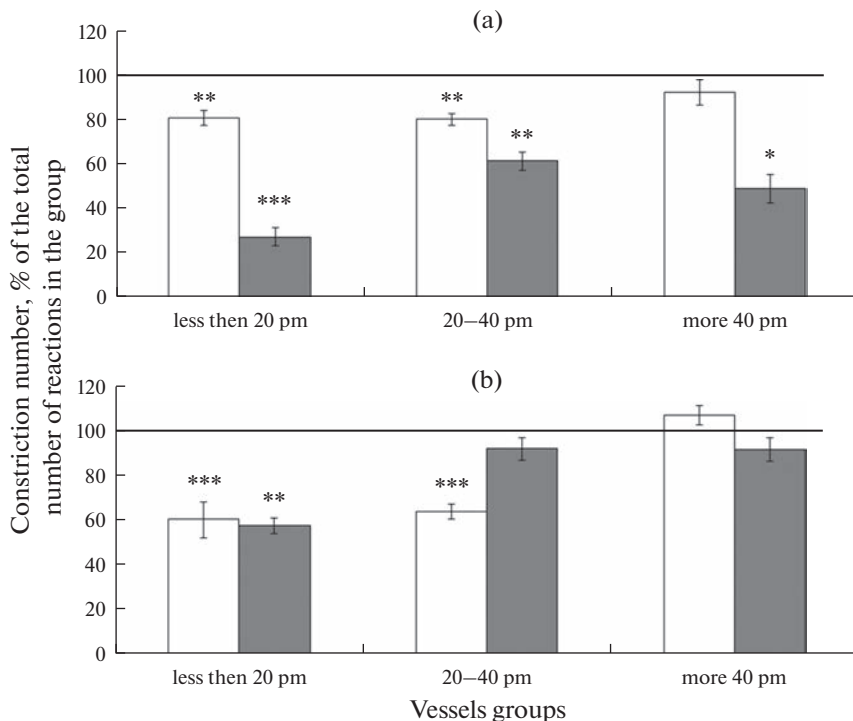 (a)
120
100
80
60
40
20
0
**
***
**
**
*
less then 20 pm
20–40 pm
more 40 pm
Constriction number, % of the total
number of reactions in the group
(b)
120
100
80
60
40
20
0
***
**
***
less then 20 pm
20–40 pm
more 40 pm
Vessels groups